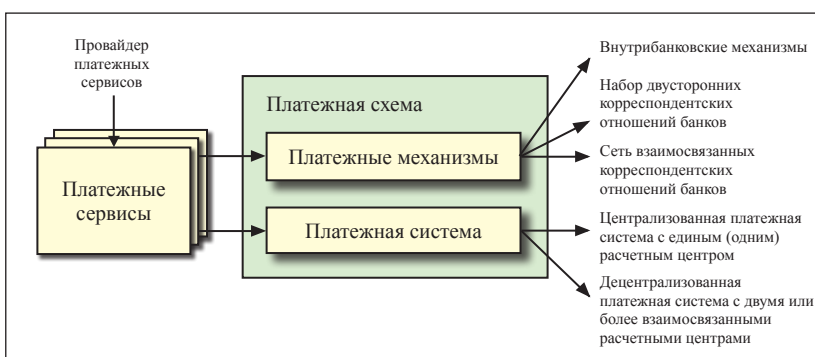 Провайдер
платежных
сервисов
Платежные
сервисы
Платежная схема
Платежные механизмы
Платежная система
Внутрибанковские механизмы
Набор двусторонних
корреспондентских
отношений банков
Сеть взаимосвязанных
корреспондентских
отношений банков
Централизованная платежная
система с единым (одним)
расчетным центром
Децентрализованная
платежная система с двумя или
более взаимосвязанными
расчетными центрами